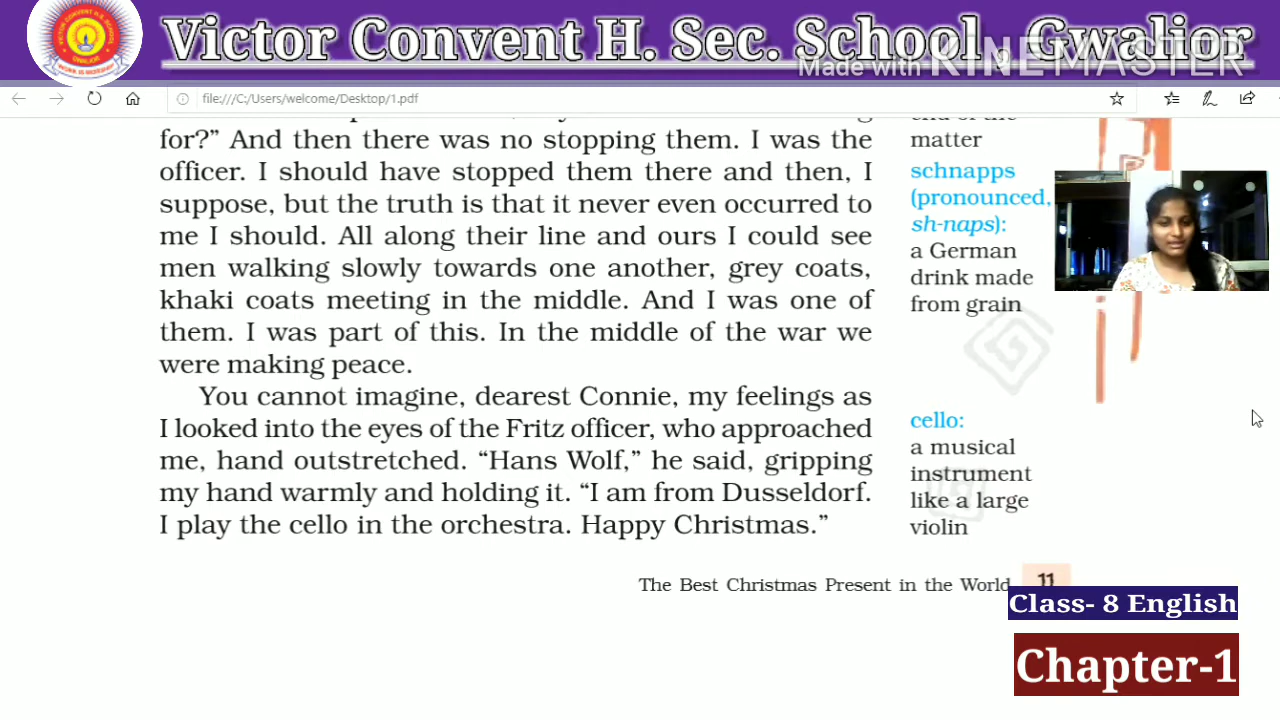 Victor Convent H. Sec. School , Gwalior
Made with KINEMASTER
file:///C:/Users/welcome/Desktop/1.pdf
for?” And then there was no stopping them. I was the
officer. I should have stopped them there and then, I
suppose, but the truth is that it never even occurred to
me I should. All along their line and ours I could see
men walking slowly towards one another, grey coats,
khaki coats meeting in the middle. And I was one of
them. I was part of this. In the middle of the war we
were making peace.
You cannot imagine, dearest Connie, my feelings as
I looked into the eyes of the Fritz officer, who approached
me, hand outstretched. “Hans Wolf,” he said, gripping
my hand warmly and holding it. “I am from Dusseldorf.
I play the cello in the orchestra. Happy Christmas.”
end of the
matter
schnapps
(pronounced,
sh-naps):
a German
drink made
from grain
cello:
a musical
instrument
like a large
violin
The Best Christmas Present in the World 11
Class- 8 English
Chapter-1